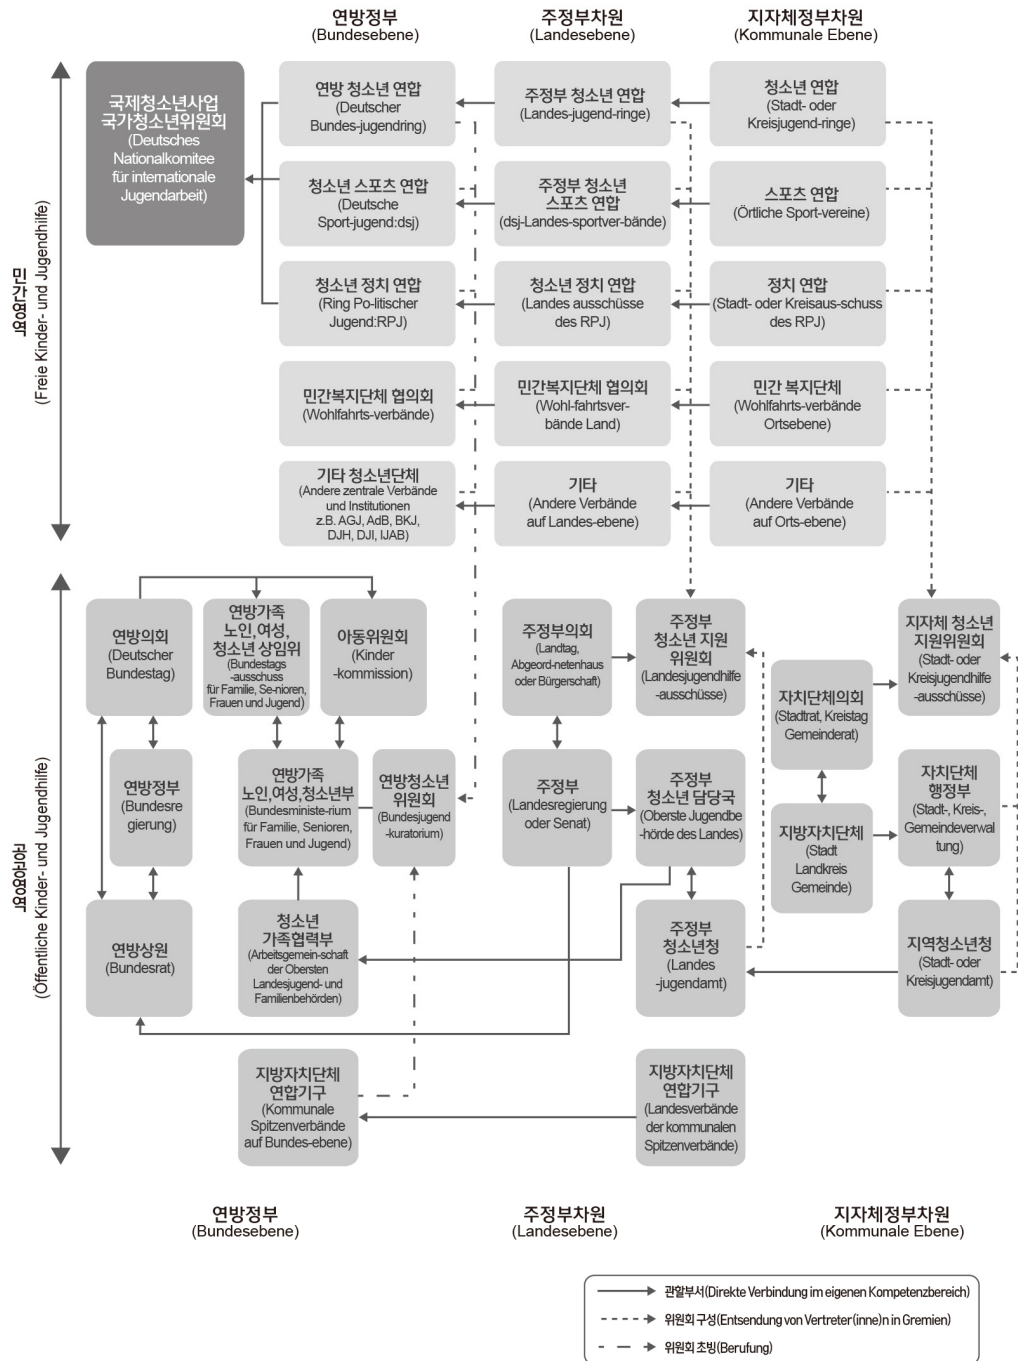 연방정부
(Bundesebene)
주정부차원
(Landesebene)
지자체정부차원
(Kommunale Ebene)
민간영역
(Freie Kinder- und Jugendhilfe)
국제청소년사업
국가청소년위원회
(Deutsches
Nationalkomitee
für internationale
Jugendarbeit)
연방 청소년 연합
(Deutscher
Bundes-jugendring)
주정부 청소년 연합
(Landes-jugend-ringe)
청소년 연합
(Stadt- oder
Kreisjugend-ringe)
청소년 스포츠 연합
(Deutsche
Sport-jugend:dsj)
주정부 청소년
스포츠 연합
(dsj-Landes-sportver-bände)
스포츠 연합
(Örtliche Sport-vereine)
청소년 정치 연합
(Ring Po-litischer
Jugend:RPJ)
청소년 정치 연합
(Landes ausschüsse
des RPJ)
정치 연합
(Stadt- oder Kreisaus-schuss
des RPJ)
민간복지단체 협의회
(Wohlfahrts-verbände)
민간복지단체 협의회
(Wohl-fahrtsver-
bände Land)
민간 복지단체
(Wohlfahrts-verbände
Ortsebene)
기타 청소년단체
(Andere zentrale Verbände
und Institutionen
z.B. AGJ, AdB, BKJ,
DJH, DJI, IJAB)
기타
(Andere Verbände
auf Landes-ebene)
기타
(Andere Verbände
auf Orts-ebene)
공공영역
(Öffentliche Kinder- und Jugendhilfe)
연방의회
(Deutscher
Bundestag)
연방가족
노인,여성,
청소년 상임위
(Bundestags
-ausschuss
für Familie, Se-nioren,
Frauen und Jugend)
아동위원회
(Kinder
-kommission)
주정부의회
(Landtag,
Abgeord-netenhaus
oder Bürgerschaft)
주정부
청소년 지원
위원회
(Landesjugendhilfe
-ausschüsse)
자치단체의회
(Stadtrat, Kreistag
Gemeinderat)
지자체 청소년
지원위원회
(Stadt- oder
Kreisjugendhilfe
-ausschüsse)
연방정부
(Bundesre
gierung)
연방가족
노인,여성,청소년부
(Bundesministe-rium
für Familie, Senioren,
Frauen und Jugend)
연방청소년
위원회
(Bundesjugend
-kuratorium)
주정부
(Landesregierung
oder Senat)
주정부
청소년 담당국
(Oberste Jugendbe
-hörde des Landes)
지방자치단체
(Stadt
Landkreis
Gemeinde)
자치단체
행정부
(Stadt-, Kreis-,
Gemeindeverwal
tung)
연방상원
(Bundesrat)
청소년
가족협력부
(Arbeitsgemein-schaft
der Obersten
Landesjugend- und
Familienbehörden)
주정부
청소년청
(Landes
-jugendamt)
지역청소년청
(Stadt- oder
Kreisjugendamt)
지방자치단체
연합기구
(Kommunale
Spitzenverbände
auf Bundes-ebene)
지방자치단체
연합기구
(Landesverbände
der kommunalen
Spitzenverbände)
연방정부
(Bundesebene)
주정부차원
(Landesebene)
지자체정부차원
(Kommunale Ebene)
관할부서(Direkte Verbindung im eigenen Kompetenzbereich)
위원회 구성(Entsendung von Vertreter(inne)n in Gremien)
위원회 초빙(Berufung)